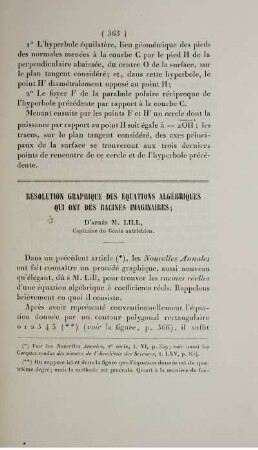 ( 363 )
1° L'hyperbole équilatère, lieu géométrique des pieds
des normales menées à la courbe C par le pied H de la
perpendiculaire abaissée, du centre O de la surface, sur
le plan tangent considéré; et, dans cette hyperbole, le
point H' diamétralement opposé au point H;
2° Le foyer F de la parabole polaire réciproque de
l'hyperbole précédente par rapport à la courbe C.
Menant ensuite par les points F et H' un cercle dont la
puissance par rapport au point H soit égale à — 2OH;
les traces, sur le plan tangent considéré, des axes princi-
paux de la surface se trouveront aux trois derniers
points de rencontre de ce cercle et de l'hyperbole précé-
dente.
RÉSOLUTION GRAPHIQUE DES ÉQUATIONS ALGÉBRIQUES
QUI ONT DES RACINES IMAGINAIRES;
D'après M. LILL,
Capitaine du Génie autrichien.
Dans un précédent article (*), les Nouvelles Annales
ont fait connaître un procédé graphique, aussi nouveau
qu'élégant, dû à M. Lill, pour trouver les racines réelles
d'une équation algébrique à coefficients réels. Rappelons
brièvement en quoi il consiste.
Après avoir représenté conventionnellement l'équa-
tion donnée par un contour polygonal rectangulaire
0 1 2 3 4 5 (**) (voir la figure, p. 366), il suffit
(*) Voir les Nouvelles Annales, 2e série, t. VI, p. 359; voir aussi les
Comptes rendus des séances de l'Académie des Sciences, t. LXV, p. 854.
(**) On suppose ici et dans la figure que l'équation donnée est du qua-
trième degré; mais la méthode est générale. Quant à la manière de for-